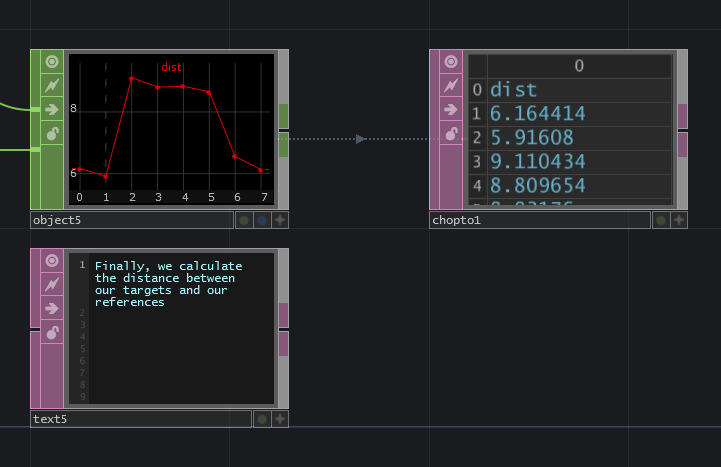 dist
8
6
0 1 2 3 4 5 6 7
object5
0
0 dist
1 6.164414
2 5.91608
3 9.110434
4 8.809654
chopto1
1 Finally, we calculate
the distance between
our targets and our
references
2
3
4
5
6
7
8
9
text5